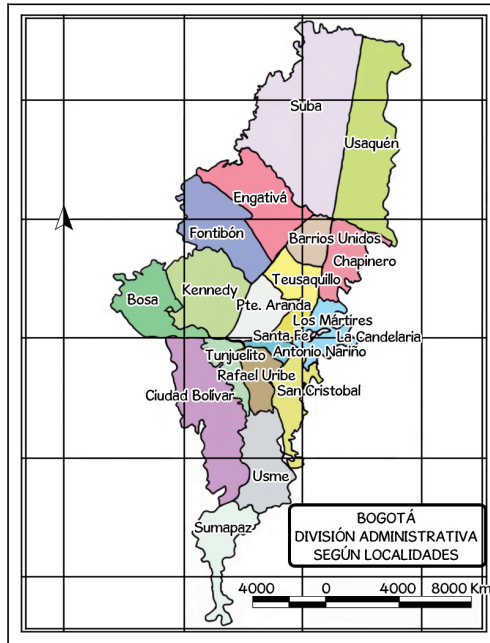 Suba
Usaquén
Engativá
Fontibón
Barrios Unidos
Chapinero
Teusaquillo
Kennedy
Bosa
Pte. Aranda
Los Mártires
Santa Fe
La Candelaria
Tunjuelito
Antonio Nariño
Rafael Uribe
Ciudad Bolívar
San Cristobal
Usme
Sumapaz
BOGOTÁ
DIVISIÓN ADMINISTRATIVA
SEGÚN LOCALIDADES
4000 0 4000 8000 Km